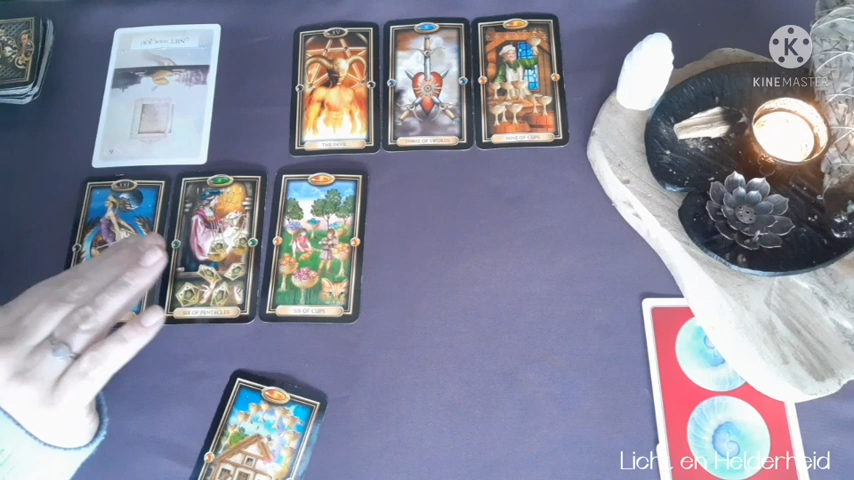 KINEMASTER
THE DEVIL
THREE OF SWORDS
NINE OF CUPS
SIX OF PENTACLES
SIX OF CUPS
Licht en Helderheid